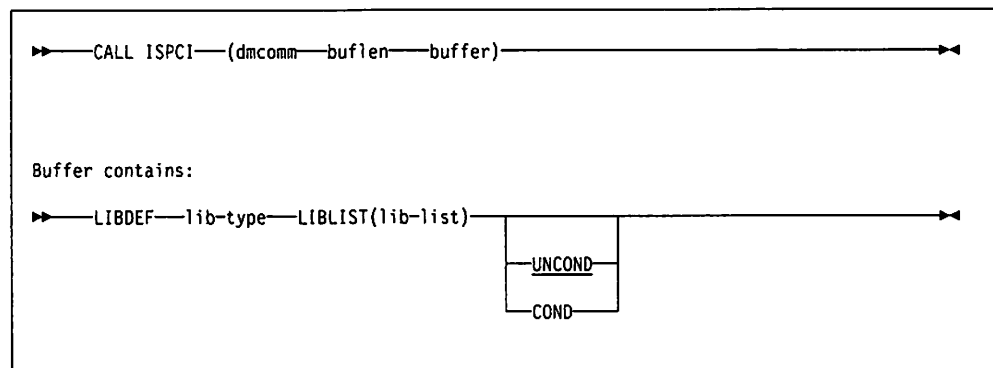 CALL ISPCI (dmcomm buflen buffer)
Buffer contains:
LIBDEF lib-type LIBLIST(lib-list)
UNCOND
COND